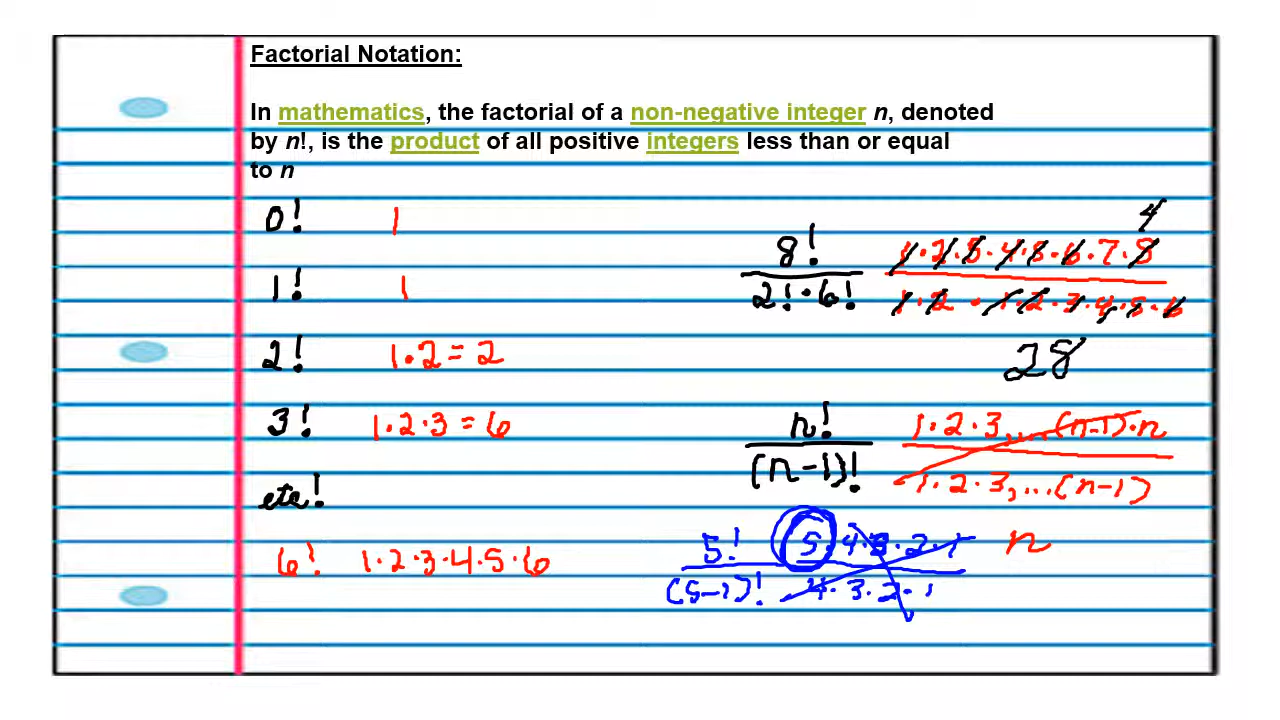 Factorial Notation:
In mathematics, the factorial of a non-negative integer n, denoted
by n!, is the product of all positive integers less than or equal
to n
0! 1
1! 1
2! 1·2=2
3! 1·2·3=6
etc!
6! 1·2·3·4·5·6
4
8! 1·2·3·4·5·6·7·8
2!·6! 1·2·1·2·3·4·5·6
28
n! 1·2·3,...(n-1)·n
(n-1)! 1·2·3,...(n-1)
n
5! 5·4·3·2·1
(5-1)! 4·3·2·1